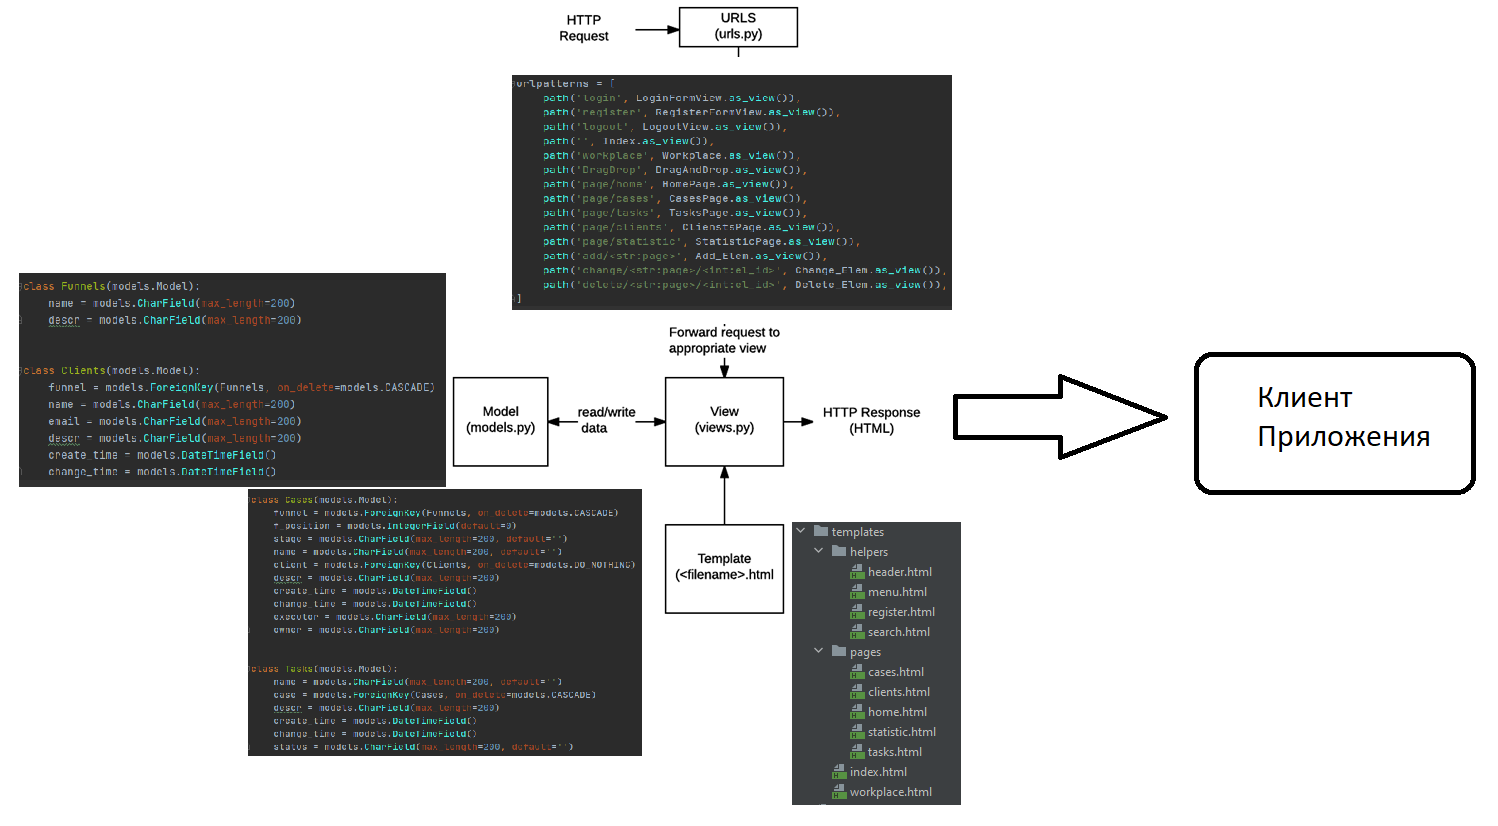 HTTP
Request
URLS
(urls.py)
urlpatterns = [
path('login', LoginFormView.as_view()),
path('register', RegisterFormView.as_view()),
path('logout', LogoutView.as_view()),
path('', Index.as_view()),
path('workplace', Workplace.as_view()),
path('DragDrop', DragAndDrop.as_view()),
path('page/home', HomePage.as_view()),
path('page/cases', CasesPage.as_view()),
path('page/tasks', TasksPage.as_view()),
path('page/clients', ClienstsPage.as_view()),
path('page/statistic', StatisticPage.as_view()),
path('add/<str:page>', Add_Elem.as_view()),
path('change/<str:page>/<int:el_id>', Change_Elem.as_view()),
path('delete/<str:page>/<int:el_id>', Delete_Elem.as_view()),
]
class Funnels(models.Model):
name = models.CharField(max_length=200)
descr = models.CharField(max_length=200)
class Clients(models.Model):
funnel = models.ForeignKey(Funnels, on_delete=models.CASCADE)
name = models.CharField(max_length=200)
email = models.CharField(max_length=200)
descr = models.CharField(max_length=200)
create_time = models.DateTimeField()
change_time = models.DateTimeField()
Forward request to
appropriate view
Model
(models.py)
read/write
data
View
(views.py)
HTTP Response
(HTML)
Клиент
Приложения
class Cases(models.Model):
funnel = models.ForeignKey(Funnels, on_delete=models.CASCADE)
f_position = models.IntegerField(default=0)
stage = models.CharField(max_length=200, default='')
name = models.CharField(max_length=200, default='')
client = models.ForeignKey(Clients, on_delete=models.DO_NOTHING)
descr = models.CharField(max_length=200)
create_time = models.DateTimeField()
change_time = models.DateTimeField()
executor = models.CharField(max_length=200)
owner = models.CharField(max_length=200)
class Tasks(models.Model):
name = models.CharField(max_length=200, default='')
case = models.ForeignKey(Cases, on_delete=models.CASCADE)
descr = models.CharField(max_length=200)
create_time = models.DateTimeField()
change_time = models.DateTimeField()
status = models.CharField(max_length=200, default='')
Template
(<filename>.html
templates
helpers
header.html
menu.html
register.html
search.html
pages
cases.html
clients.html
home.html
statistic.html
tasks.html
index.html
workplace.html